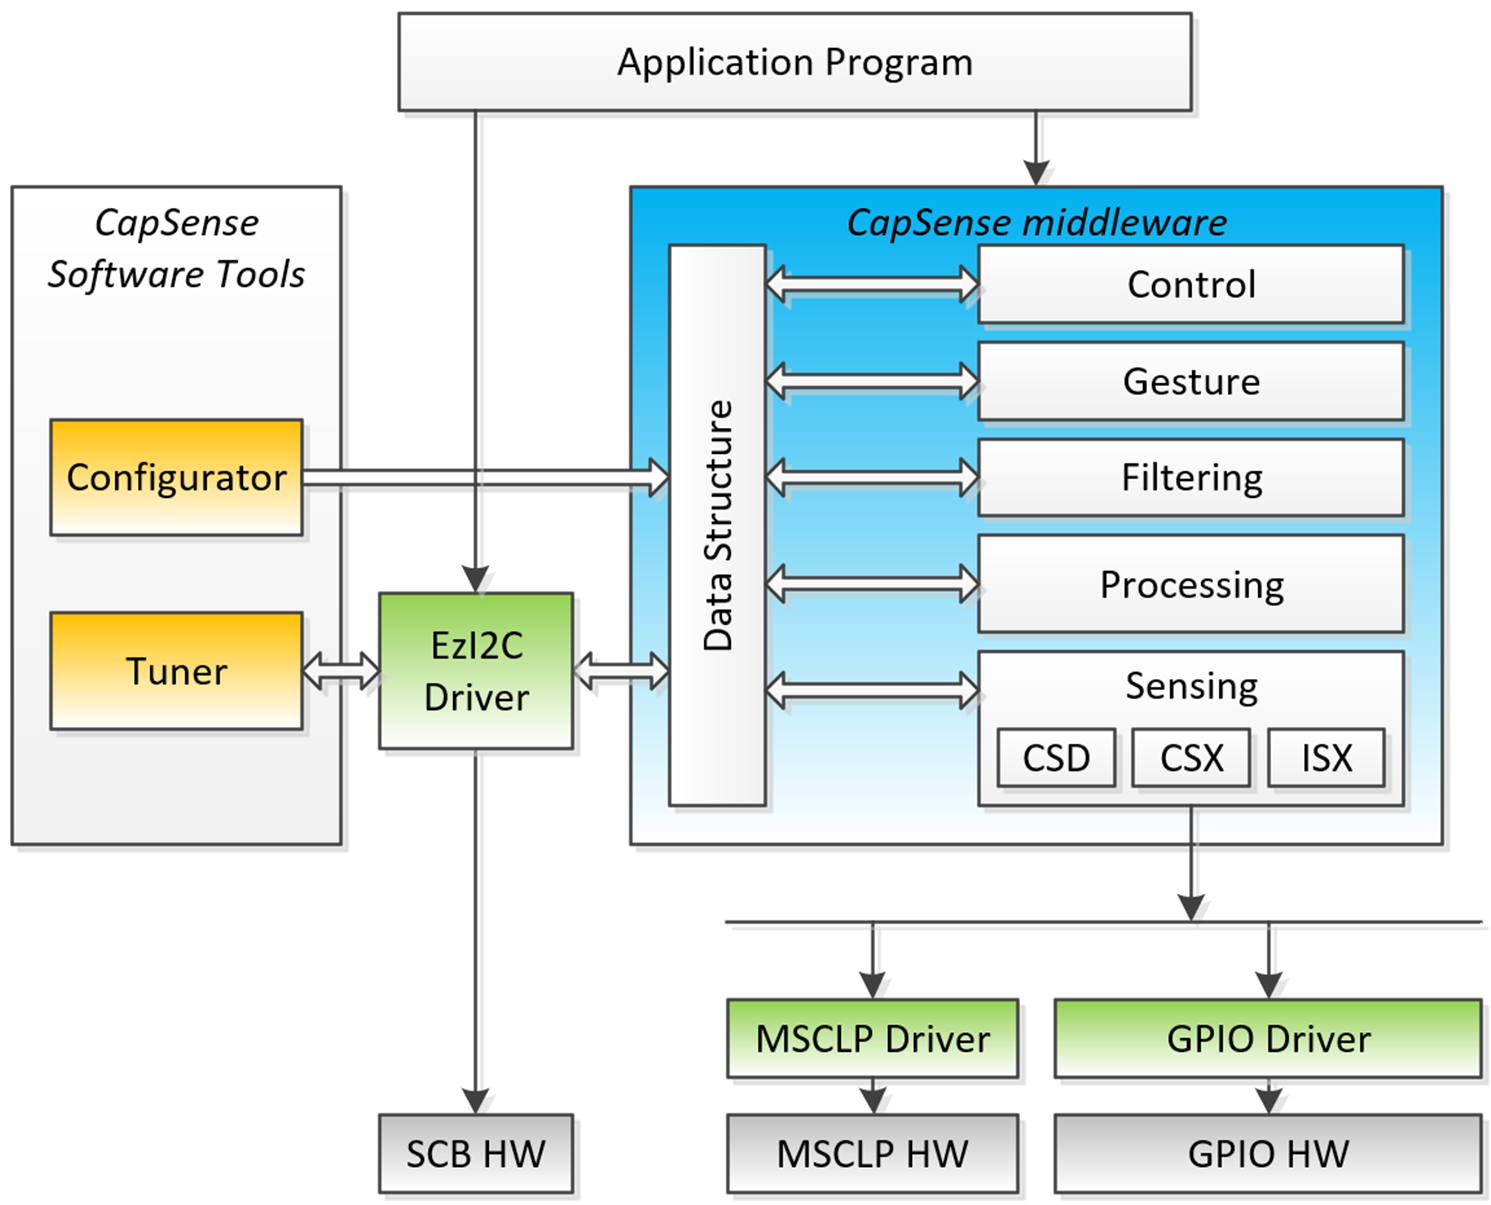 Application Program
CapSense
Software Tools
Configurator
Tuner
EzI2C
Driver
SCB HW
CapSense middleware
Data Structure
Control
Gesture
Filtering
Processing
Sensing
CSD
CSX
ISX
MSCLP Driver
GPIO Driver
MSCLP HW
GPIO HW